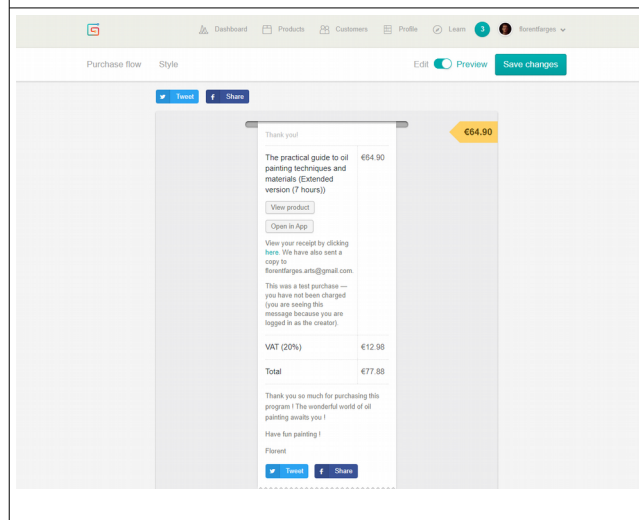 Dashboard Products Customers Profile Learn 3 florentfarges
Purchase flow Style Edit Preview Save changes
Tweet Share
€64.90
Thank you!
The practical guide to oil €64.90
painting techniques and
materials (Extended
version (7 hours))
View product
Open in App
View your receipt by clicking
here. We have also sent a
copy to
florentfarges.arts@gmail.com.
This was a test purchase —
you have not been charged
(you are seeing this
message because you are
logged in as the creator).
VAT (20%) €12.98
Total €77.88
Thank you so much for purchasing this
program ! The wonderful world of oil
painting awaits you !
Have fun painting !
Florent
Tweet Share